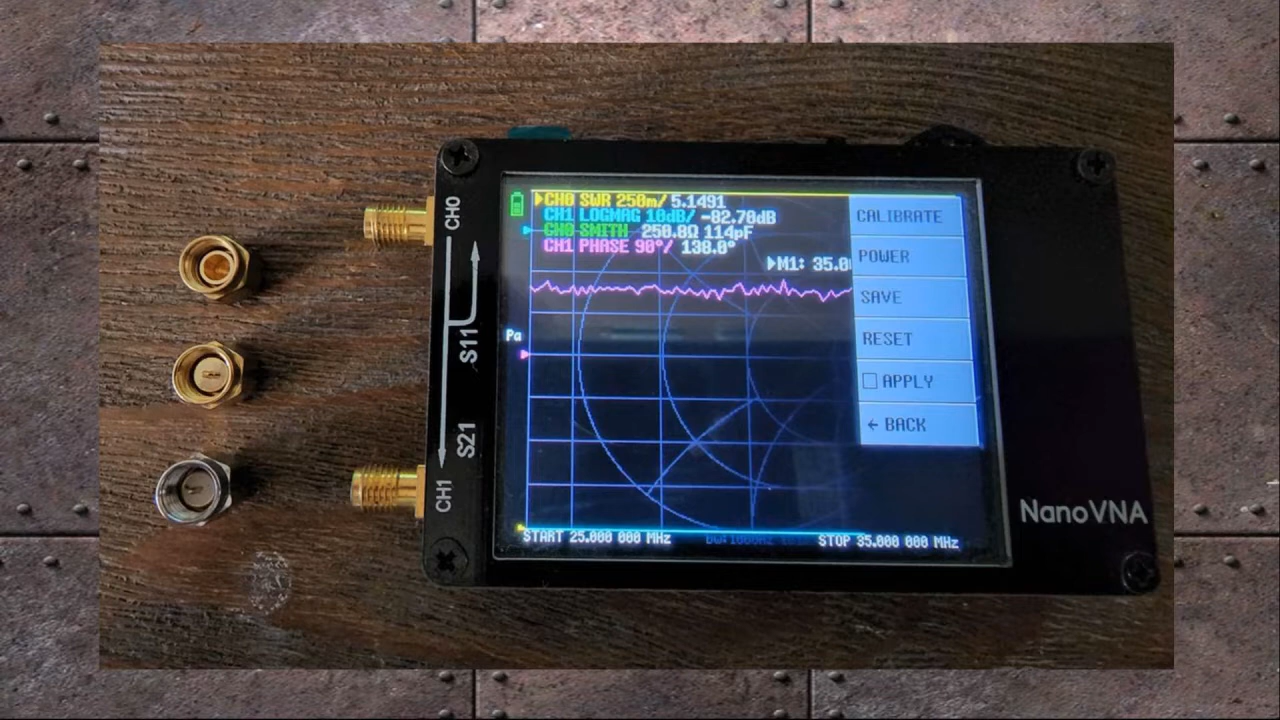 CH0 SWR 250m/ 5.1491
CH1 LOGMAG 10dB/ -82.70dB
CH0 SMITH 250.0Ω 114pF
CH1 PHASE 90°/ 138.0°
M1: 35.0
CALIBRATE
POWER
SAVE
RESET
APPLY
← BACK
Pa
START 25.000 000 MHz
STOP 35.000 000 MHz
CH0
S11
S21
CH1
NanoVNA